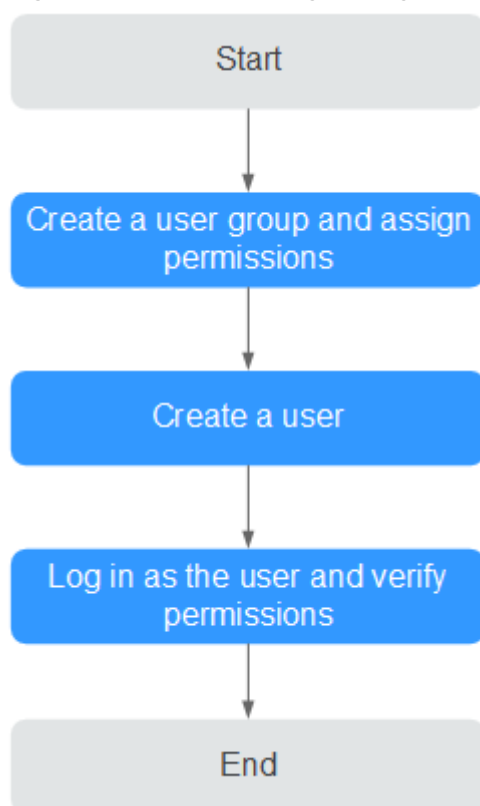 Start
Create a user group and assign
permissions
Create a user
Log in as the user and verify
permissions
End